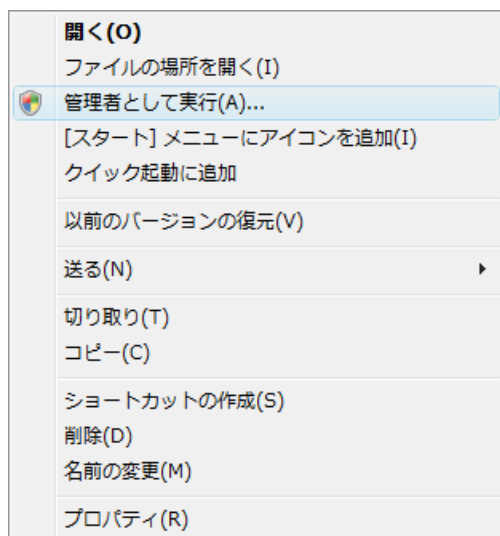 開く(O)
ファイルの場所を開く(I)
管理者として実行(A)...
[スタート] メニューにアイコンを追加(I)
クイック起動に追加
以前のバージョンの復元(V)
送る(N)
切り取り(T)
コピー(C)
ショートカットの作成(S)
削除(D)
名前の変更(M)
プロパティ(R)